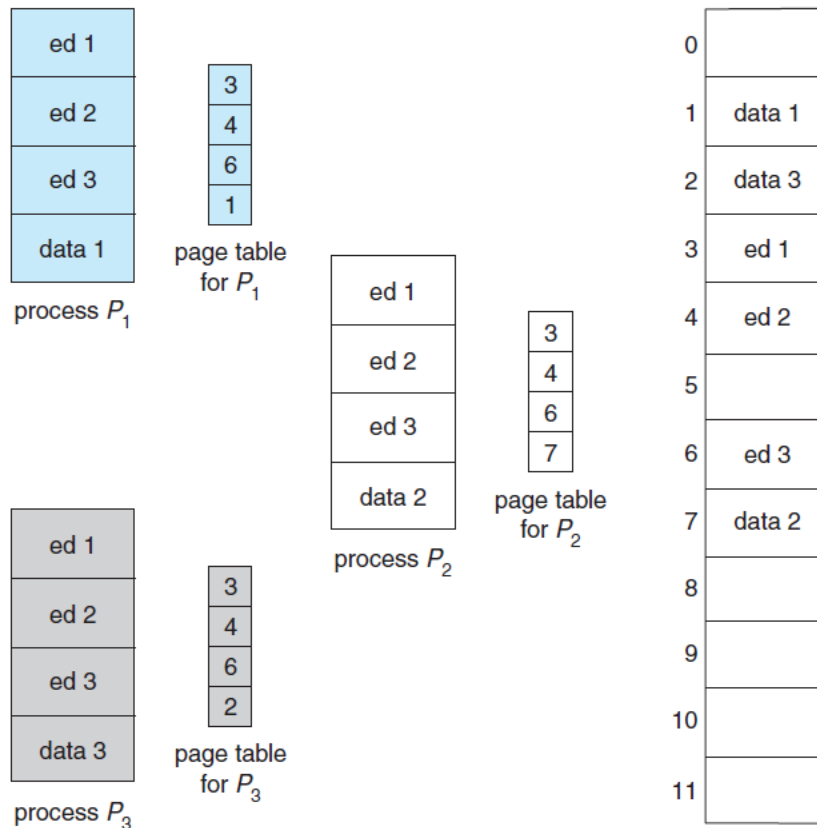 ed 1
ed 2
ed 3
data 1
process P1
3
4
6
1
page table
for P1
ed 1
ed 2
ed 3
data 2
process P2
3
4
6
7
page table
for P2
ed 1
ed 2
ed 3
data 3
process P3
3
4
6
2
page table
for P3
0
1 data 1
2 data 3
3 ed 1
4 ed 2
5
6 ed 3
7 data 2
8
9
10
11